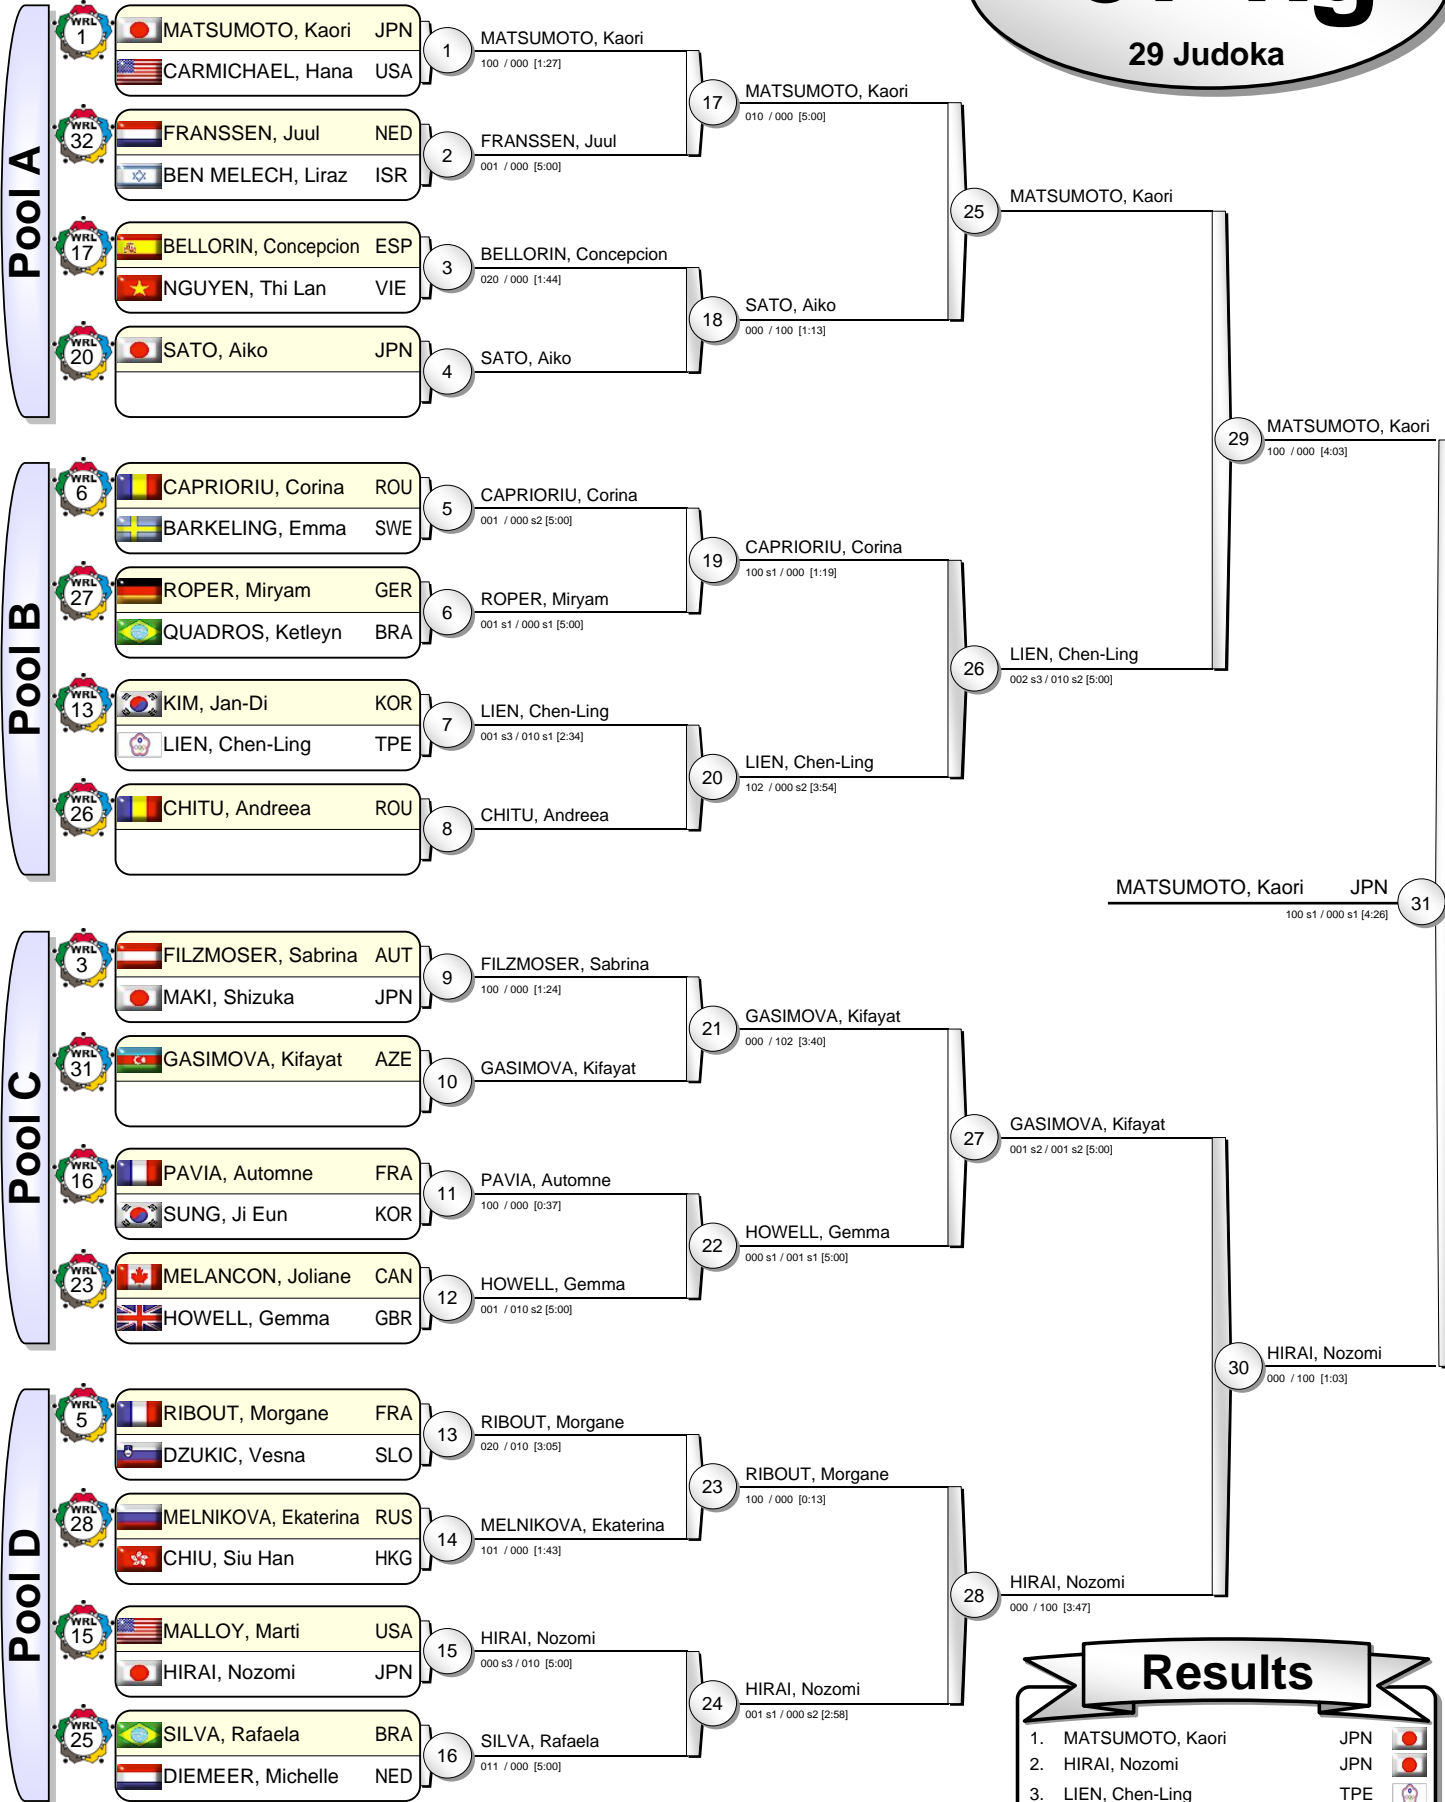 29 Judoka
Pool A
WRL 1
MATSUMOTO, Kaori JPN
CARMICHAEL, Hana USA
1
MATSUMOTO, Kaori
100 / 000 [1:27]
WRL 32
FRANSSEN, Juul NED
BEN MELECH, Liraz ISR
2
FRANSSEN, Juul
001 / 000 [5:00]
17
MATSUMOTO, Kaori
010 / 000 [5:00]
WRL 17
BELLORIN, Concepcion ESP
NGUYEN, Thi Lan VIE
3
BELLORIN, Concepcion
020 / 000 [1:44]
WRL 20
SATO, Aiko JPN
4
SATO, Aiko
18
SATO, Aiko
000 / 100 [1:13]
25
MATSUMOTO, Kaori
Pool B
WRL 6
CAPRIORIU, Corina ROU
BARKELING, Emma SWE
5
CAPRIORIU, Corina
001 / 000 s2 [5:00]
WRL 27
ROPER, Miryam GER
QUADROS, Ketleyn BRA
6
ROPER, Miryam
001 s1 / 000 s1 [5:00]
19
CAPRIORIU, Corina
100 s1 / 000 [1:19]
WRL 13
KIM, Jan-Di KOR
LIEN, Chen-Ling TPE
7
LIEN, Chen-Ling
001 s3 / 010 s1 [2:34]
WRL 26
CHITU, Andreea ROU
8
CHITU, Andreea
20
LIEN, Chen-Ling
102 / 000 s2 [3:54]
26
LIEN, Chen-Ling
002 s3 / 010 s2 [5:00]
29
MATSUMOTO, Kaori
100 / 000 [4:03]
MATSUMOTO, Kaori JPN
100 s1 / 000 s1 [4:26]
31
Pool C
WRL 3
FILZMOSER, Sabrina AUT
MAKI, Shizuka JPN
9
FILZMOSER, Sabrina
100 / 000 [1:24]
WRL 31
GASIMOVA, Kifayat AZE
10
GASIMOVA, Kifayat
21
GASIMOVA, Kifayat
000 / 102 [3:40]
WRL 16
PAVIA, Automne FRA
SUNG, Ji Eun KOR
11
PAVIA, Automne
100 / 000 [0:37]
WRL 23
MELANCON, Joliane CAN
HOWELL, Gemma GBR
12
HOWELL, Gemma
001 / 010 s2 [5:00]
22
HOWELL, Gemma
000 s1 / 001 s1 [5:00]
27
GASIMOVA, Kifayat
001 s2 / 001 s2 [5:00]
Pool D
WRL 5
RIBOUT, Morgane FRA
DZUKIC, Vesna SLO
13
RIBOUT, Morgane
020 / 010 [3:05]
WRL 28
MELNIKOVA, Ekaterina RUS
CHIU, Siu Han HKG
14
MELNIKOVA, Ekaterina
101 / 000 [1:43]
23
RIBOUT, Morgane
100 / 000 [0:13]
WRL 15
MALLOY, Marti USA
HIRAI, Nozomi JPN
15
HIRAI, Nozomi
000 s3 / 010 [5:00]
WRL 25
SILVA, Rafaela BRA
DIEMEER, Michelle NED
16
SILVA, Rafaela
011 / 000 [5:00]
24
HIRAI, Nozomi
001 s1 / 000 s2 [2:58]
28
HIRAI, Nozomi
000 / 100 [3:47]
30
HIRAI, Nozomi
000 / 100 [1:03]
Results
1. MATSUMOTO, Kaori JPN
2. HIRAI, Nozomi JPN
3. LIEN, Chen-Ling TPE